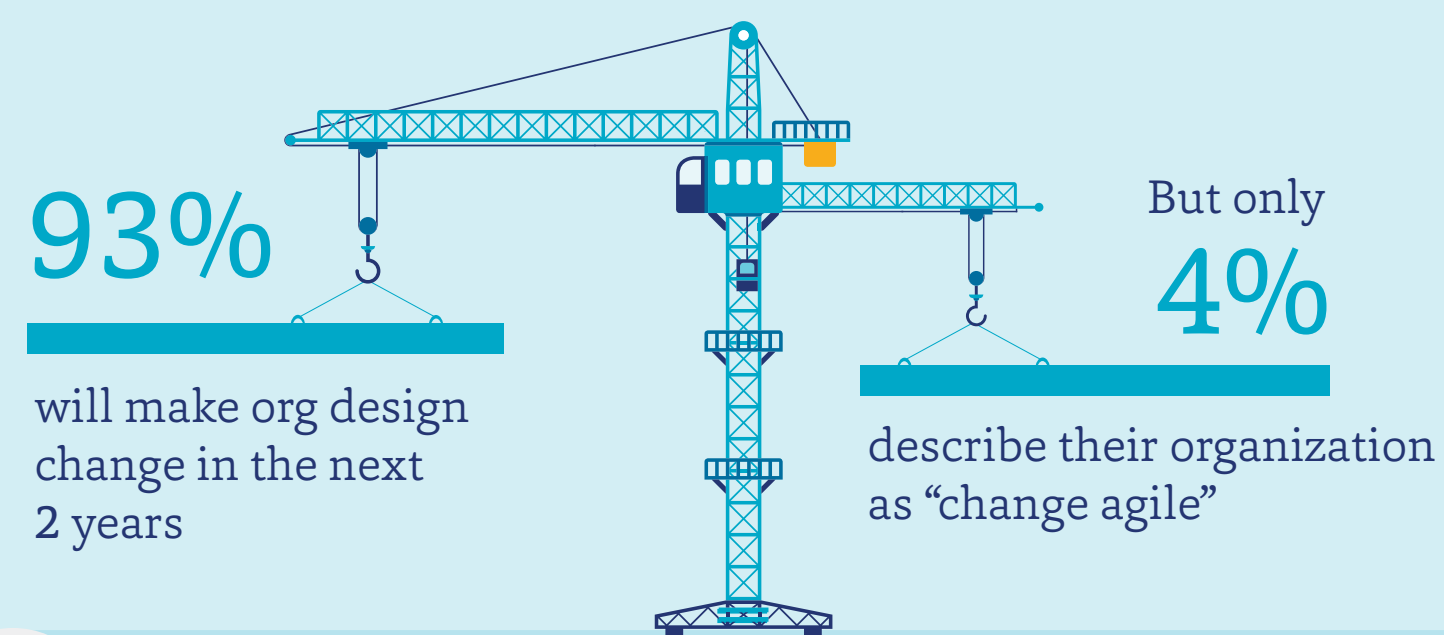 93%
will make org design
change in the next
2 years
But only
4%
describe their organization
as “change agile”